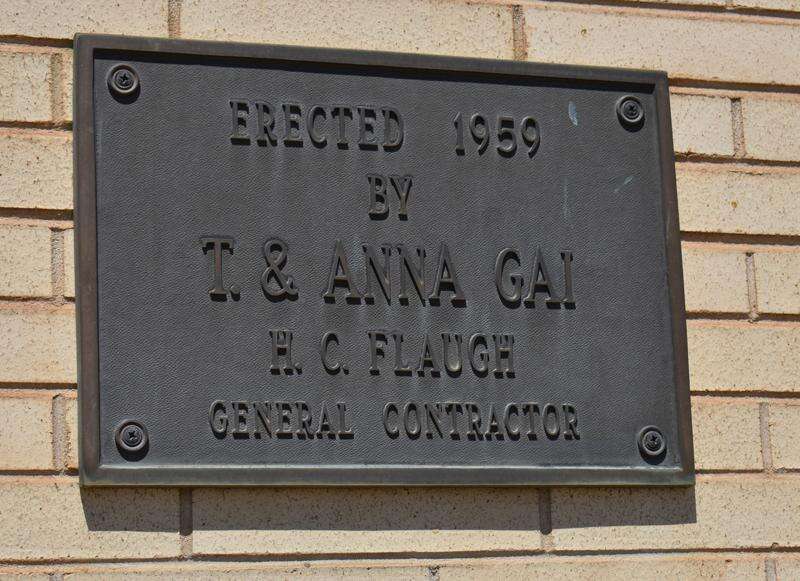 ERECTED 1959
BY
T. & ANNA GAI
H. C. FLAUGH
GENERAL CONTRACTOR